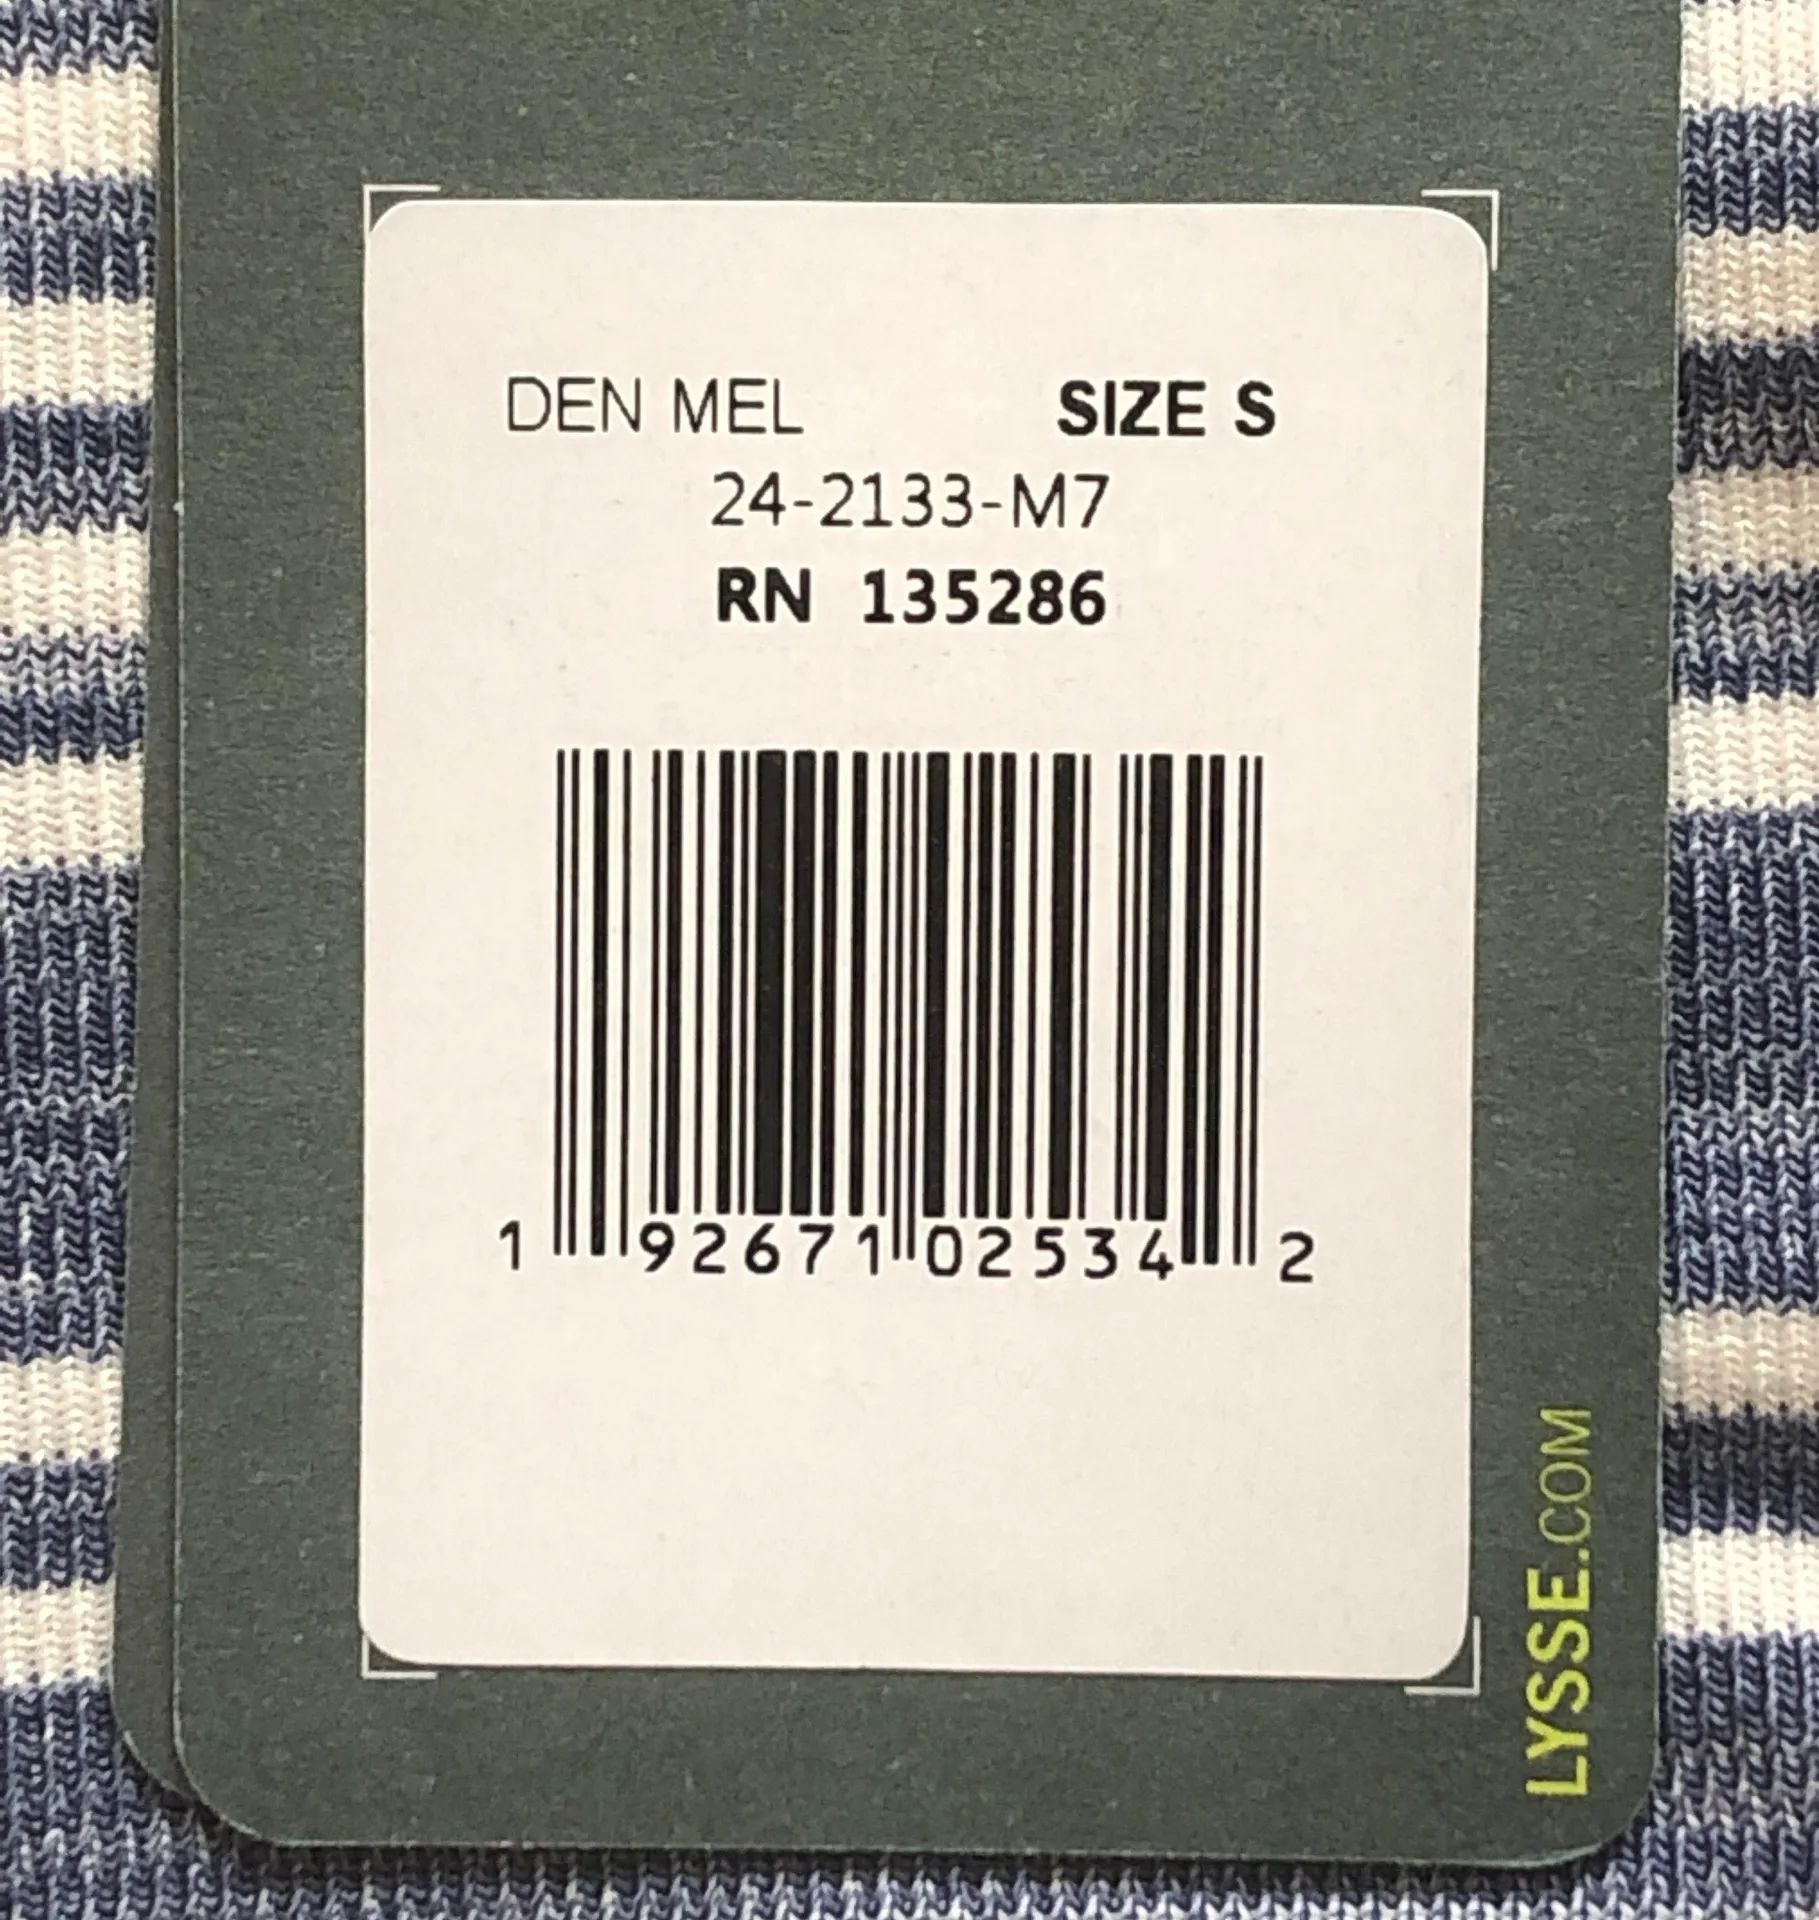 DEN MEL SIZE S
24-2133-M7
RN 135286
1 92671 02534 2
LYSSE.COM